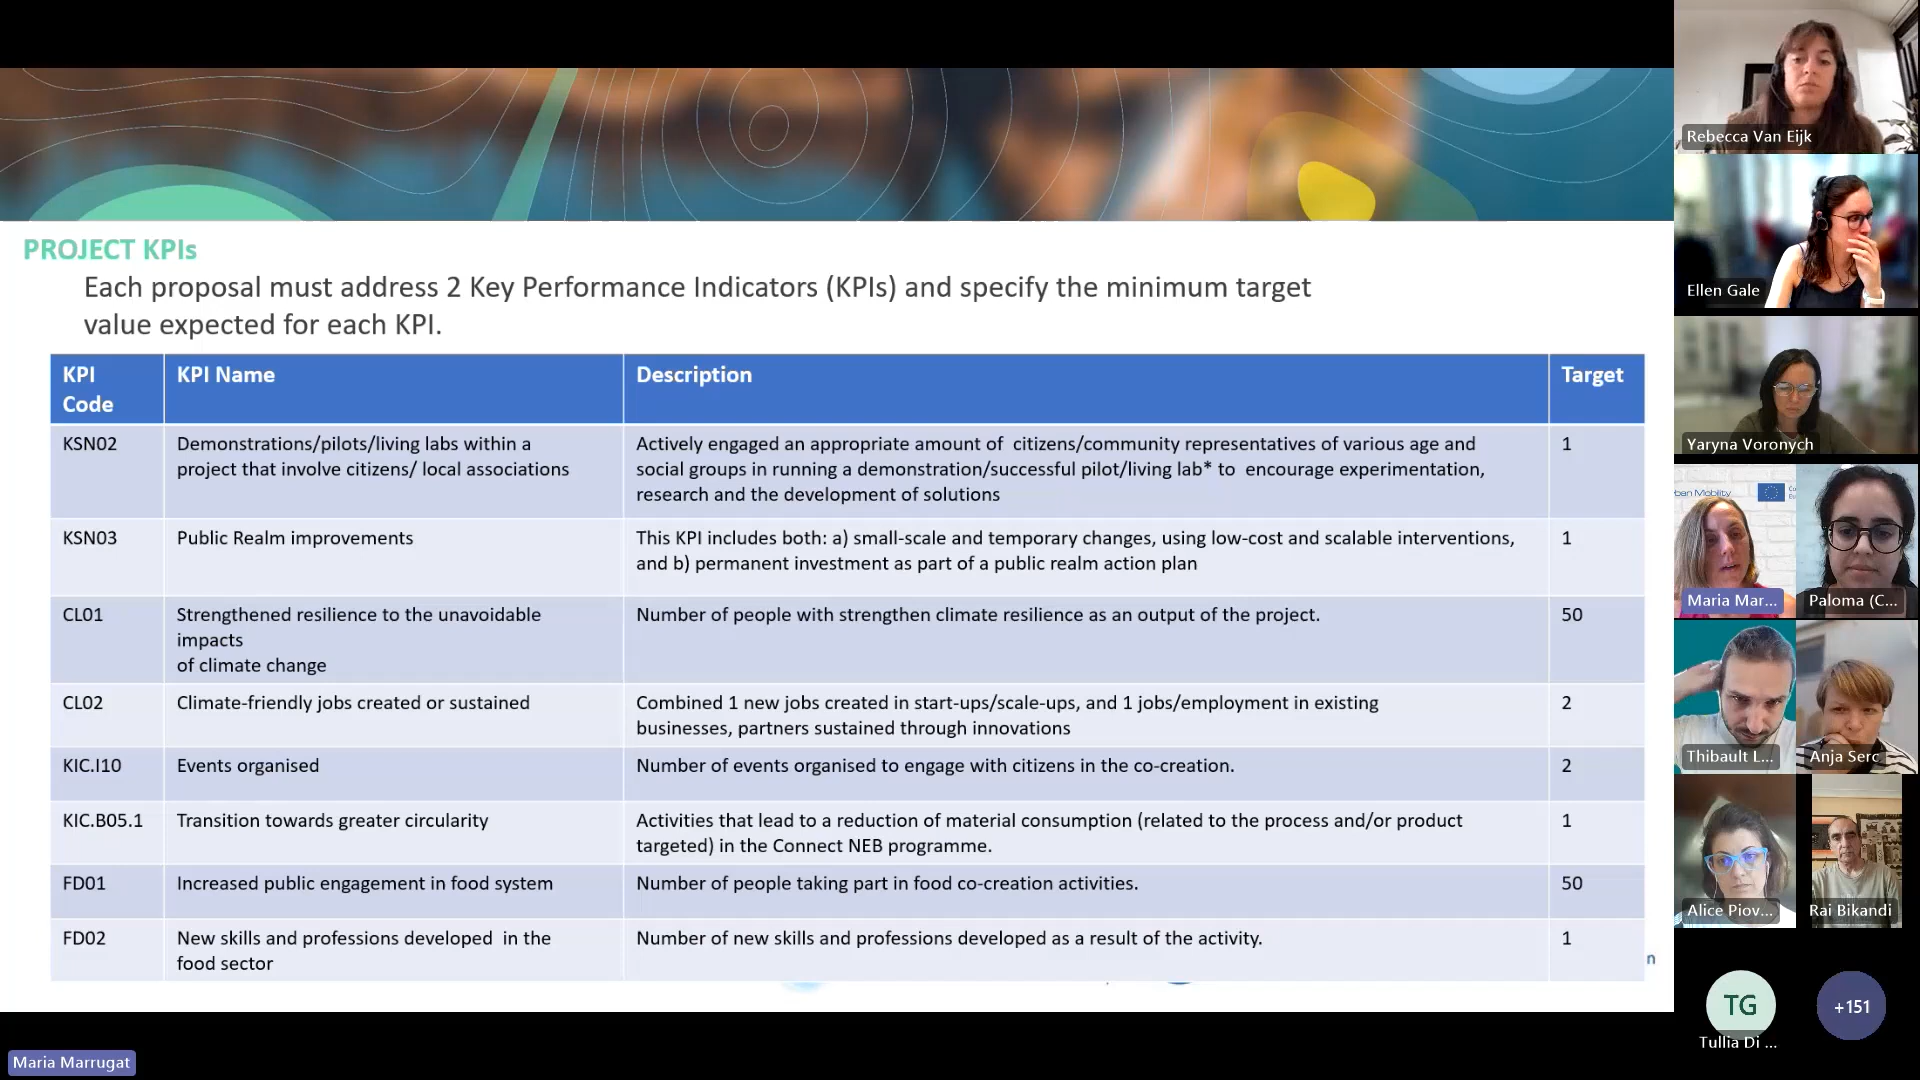 PROJECT KPIs
Each proposal must address 2 Key Performance Indicators (KPIs) and specify the minimum target
value expected for each KPI.
KPI
Code
KPI Name
Description
Target
KSN02
Demonstrations/pilots/living labs within a
project that involve citizens/ local associations
Actively engaged an appropriate amount of  citizens/community representatives of various age and
social groups in running a demonstration/successful pilot/living lab* to  encourage experimentation,
research and the development of solutions
1
KSN03
Public Realm improvements
This KPI includes both: a) small-scale and temporary changes, using low-cost and scalable interventions,
and b) permanent investment as part of a public realm action plan
1
CL01
Strengthened resilience to the unavoidable
impacts
of climate change
Number of people with strengthen climate resilience as an output of the project.
50
CL02
Climate-friendly jobs created or sustained
Combined 1 new jobs created in start-ups/scale-ups, and 1 jobs/employment in existing
businesses, partners sustained through innovations
2
KIC.I10
Events organised
Number of events organised to engage with citizens in the co-creation.
2
KIC.B05.1
Transition towards greater circularity
Activities that lead to a reduction of material consumption (related to the process and/or product
targeted) in the Connect NEB programme.
1
FD01
Increased public engagement in food system
Number of people taking part in food co-creation activities.
50
FD02
New skills and professions developed  in the
food sector
Number of new skills and professions developed as a result of the activity.
1
n
Maria Marrugat
Rebecca Van Eijk
Ellen Gale
Yaryna Voronych
ban Mobility
Maria Mar...
Paloma (C...
Thibault L...
Anja Serc
Alice Piov...
Rai Bikandi
TG
Tullia Di ...
+151